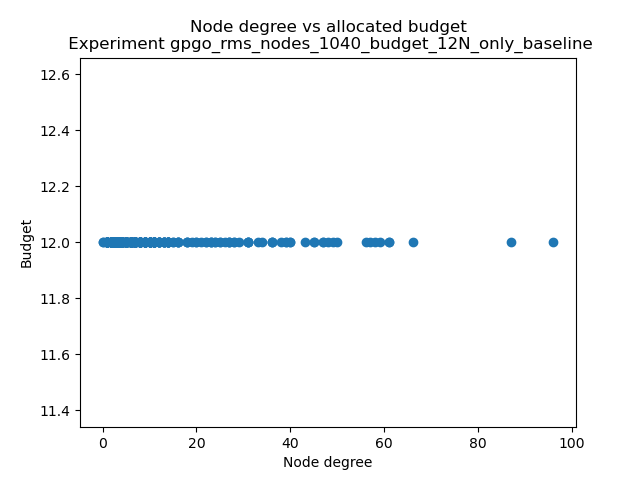 Node degree vs allocated budget
Experiment gpgo_rms_nodes_1040_budget_12N_only_baseline
12.6
12.4
12.2
12.0
11.8
11.6
11.4
Budget
0 20 40 60 80 100
Node degree